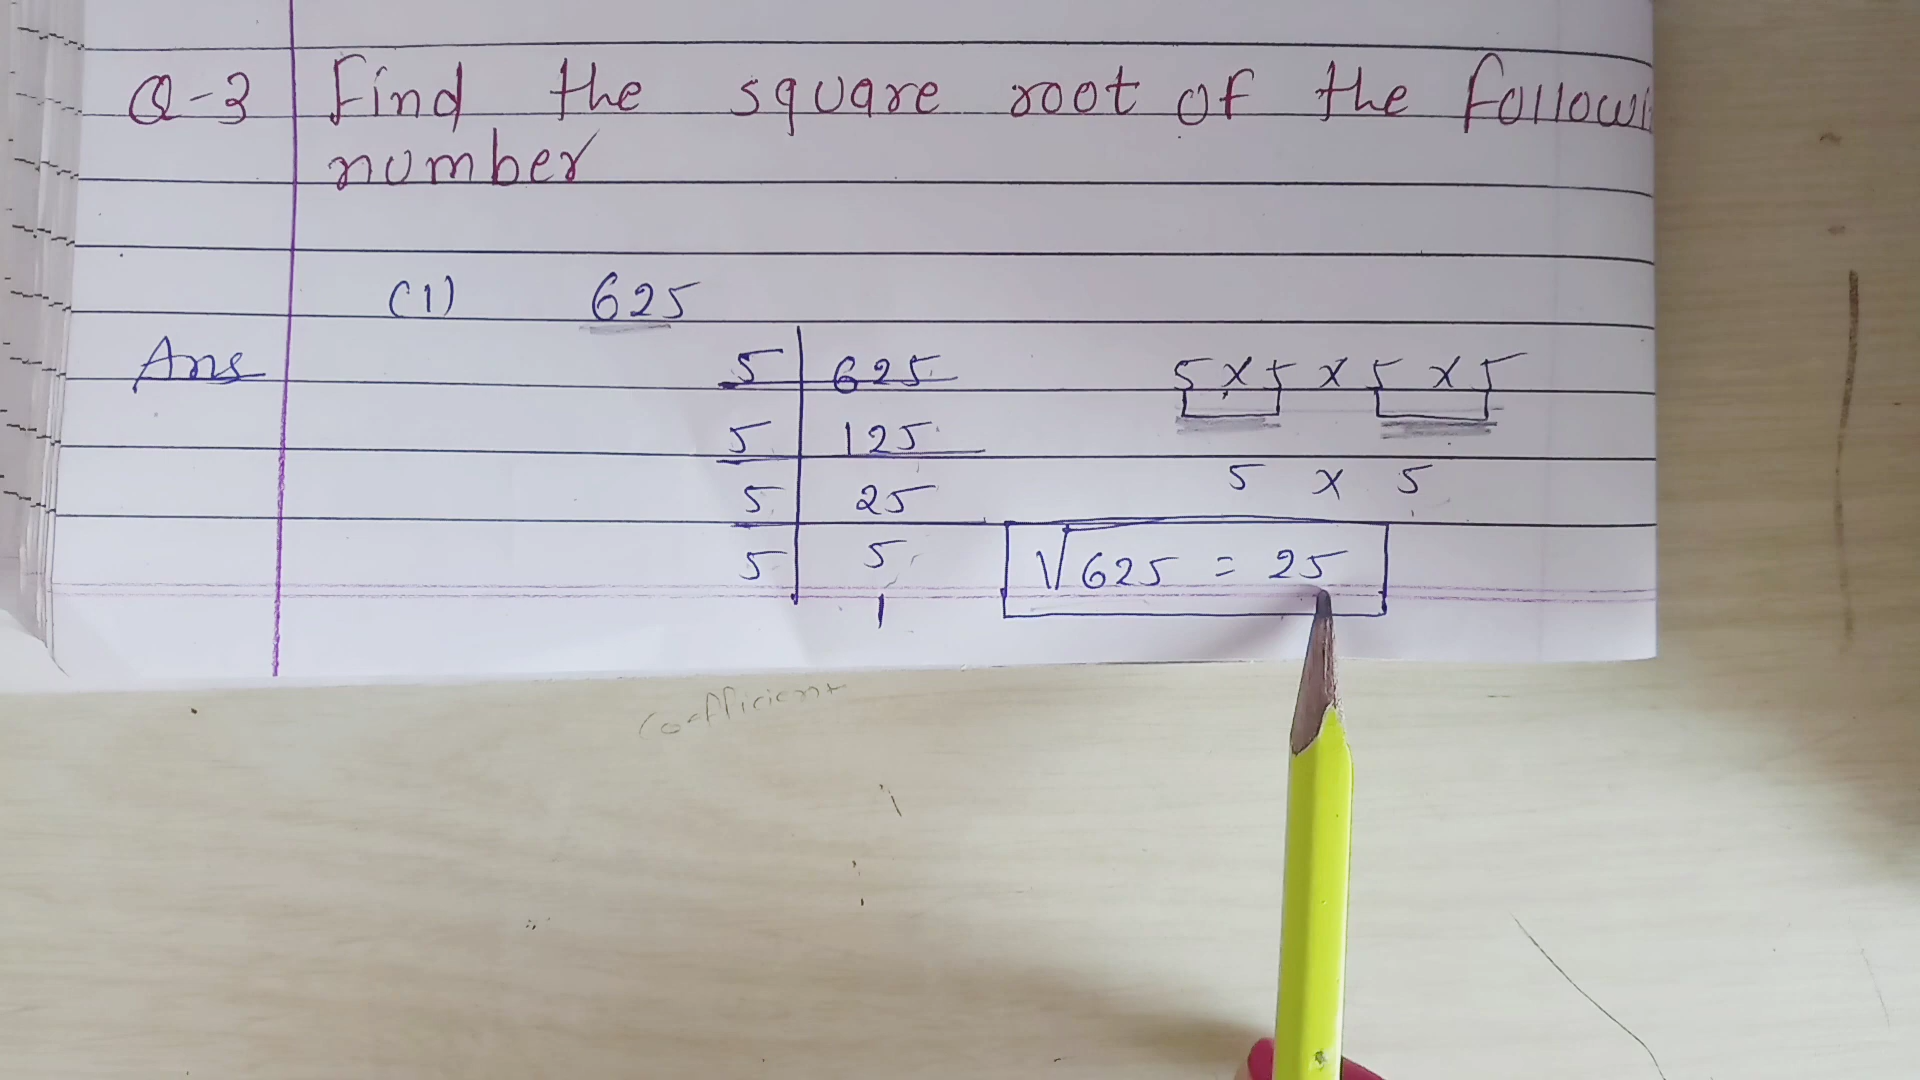 Q-3 Find the square root of the followi
number
(1) 625
Ans 5 625 5 x 5 x 5 x 5
5 125
5 25 5 x 5
5 5 √625 = 25
1
Coefficient